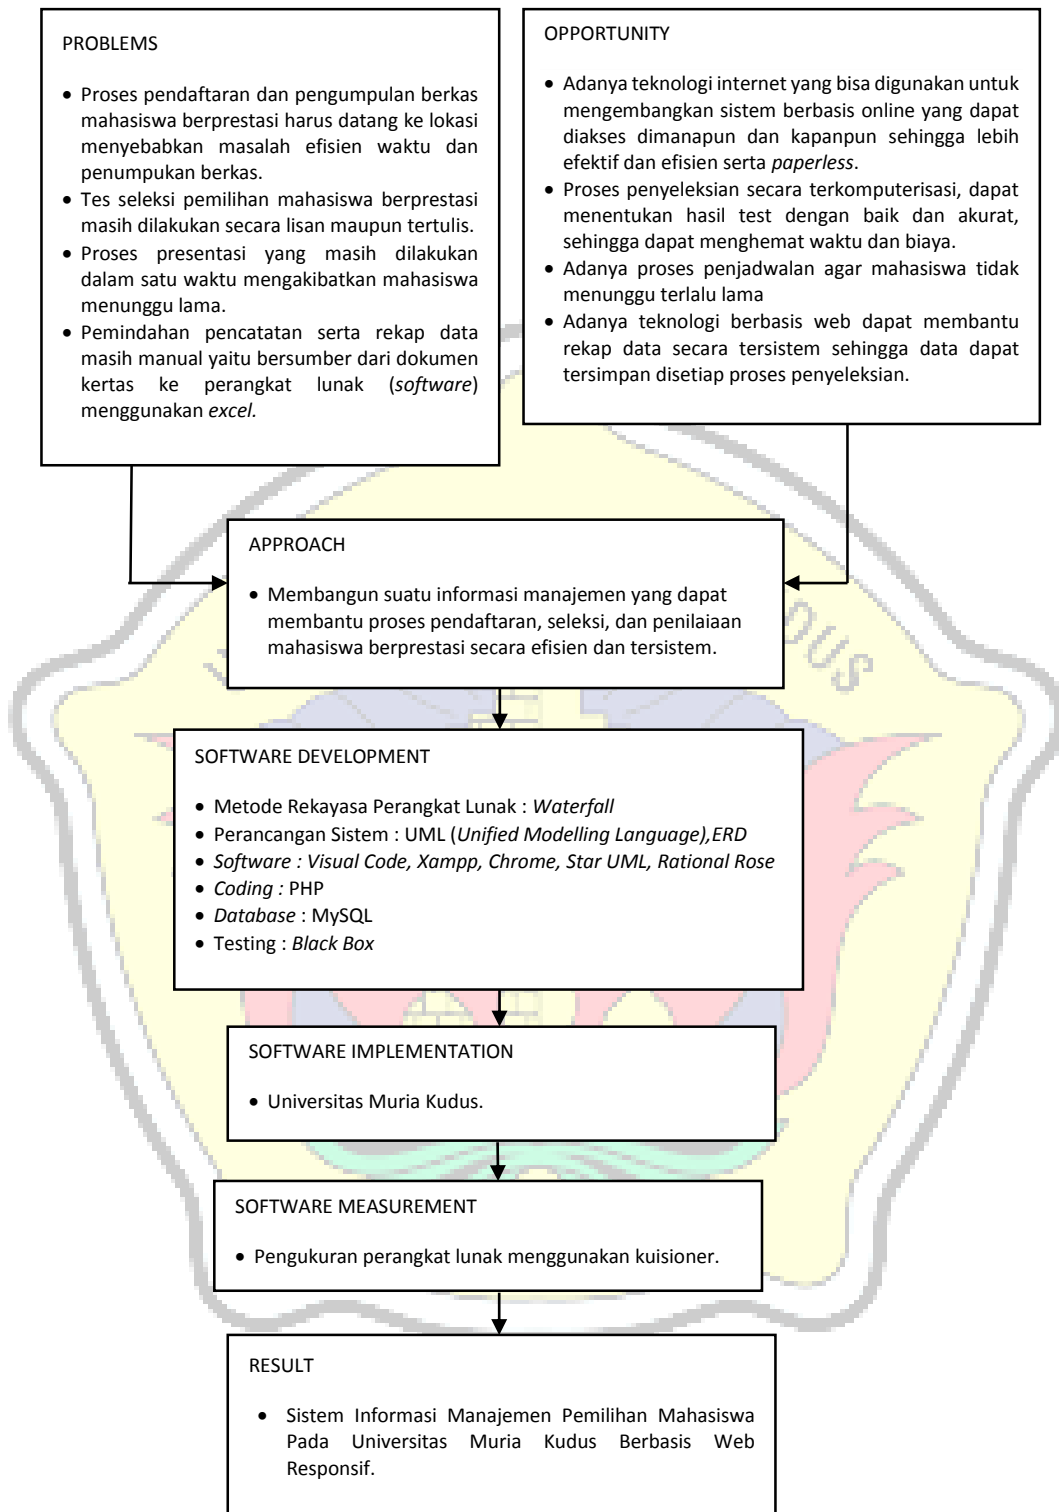 PROBLEMS
• Proses pendaftaran dan pengumpulan berkas
mahasiswa berprestasi harus datang ke lokasi
menyebabkan masalah efisien waktu dan
penumpukan berkas.
• Tes seleksi pemilihan mahasiswa berprestasi
masih dilakukan secara lisan maupun tertulis.
• Proses presentasi yang masih dilakukan
dalam satu waktu mengakibatkan mahasiswa
menunggu lama.
• Pemindahan pencatatan serta rekap data
masih manual yaitu bersumber dari dokumen
kertas ke perangkat lunak (software)
menggunakan excel.
OPPORTUNITY
• Adanya teknologi internet yang bisa digunakan untuk
mengembangkan sistem berbasis online yang dapat
diakses dimanapun dan kapanpun sehingga lebih
efektif dan efisien serta paperless.
• Proses penyeleksian secara terkomputerisasi, dapat
menentukan hasil test dengan baik dan akurat,
sehingga dapat menghemat waktu dan biaya.
• Adanya proses penjadwalan agar mahasiswa tidak
menunggu terlalu lama
• Adanya teknologi berbasis web dapat membantu
rekap data secara tersistem sehingga data dapat
tersimpan disetiap proses penyeleksian.
APPROACH
• Membangun suatu informasi manajemen yang dapat
membantu proses pendaftaran, seleksi, dan penilaiaan
mahasiswa berprestasi secara efisien dan tersistem.
SOFTWARE DEVELOPMENT
• Metode Rekayasa Perangkat Lunak : Waterfall
• Perancangan Sistem : UML (Unified Modelling Language),ERD
• Software : Visual Code, Xampp, Chrome, Star UML, Rational Rose
• Coding : PHP
• Database : MySQL
• Testing : Black Box
SOFTWARE IMPLEMENTATION
• Universitas Muria Kudus.
SOFTWARE MEASUREMENT
• Pengukuran perangkat lunak menggunakan kuisioner.
RESULT
• Sistem Informasi Manajemen Pemilihan Mahasiswa
Pada Universitas Muria Kudus Berbasis Web
Responsif.